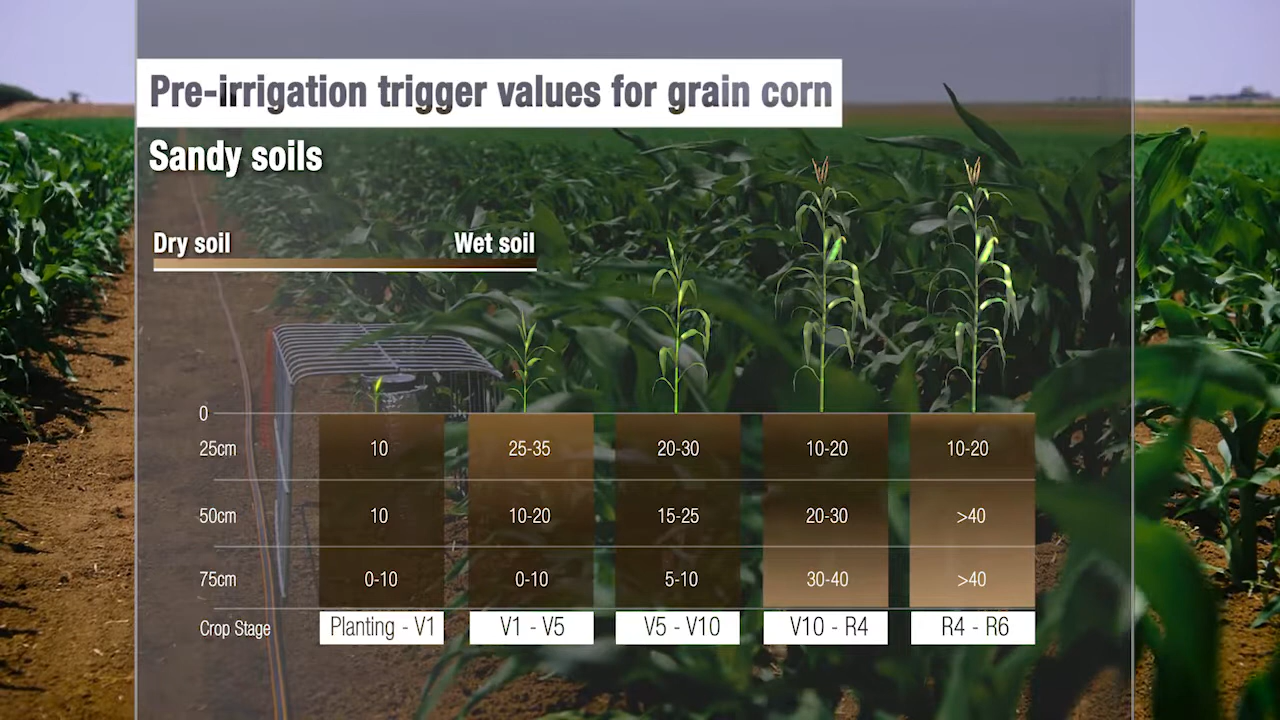 Pre-irrigation trigger values for grain corn
Sandy soils
Dry soil Wet soil
0
25cm 10 25-35 20-30 10-20 10-20
50cm 10 10-20 15-25 20-30 >40
75cm 0-10 0-10 5-10 30-40 >40
Crop Stage Planting - V1 V1 - V5 V5 - V10 V10 - R4 R4 - R6